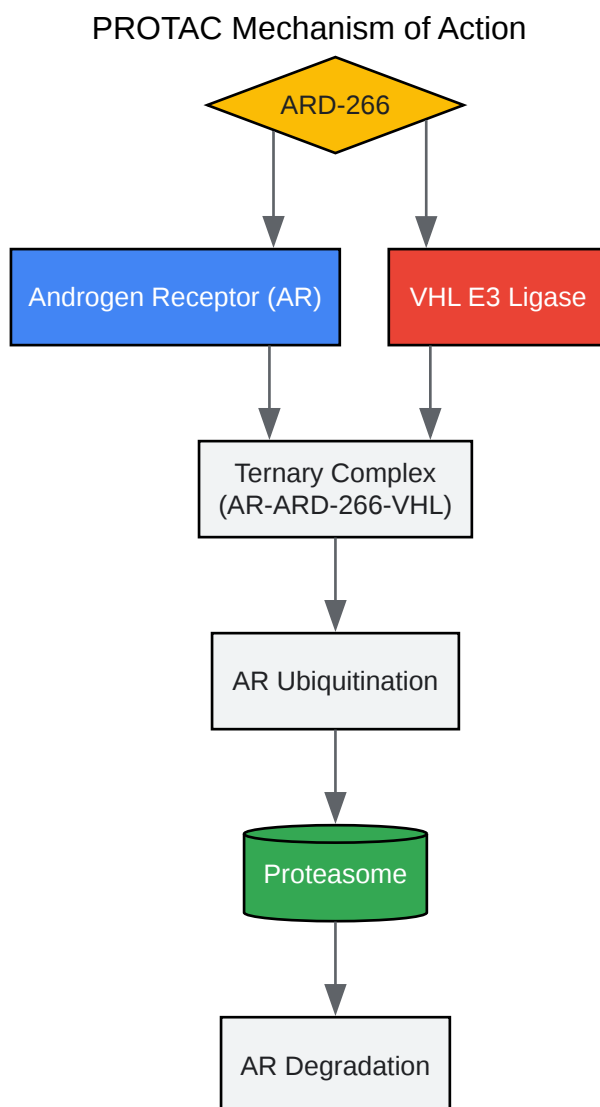 PROTAC Mechanism of Action
ARD-266
Androgen Receptor (AR)
VHL E3 Ligase
Ternary Complex
(AR-ARD-266-VHL)
AR Ubiquitination
Proteasome
AR Degradation